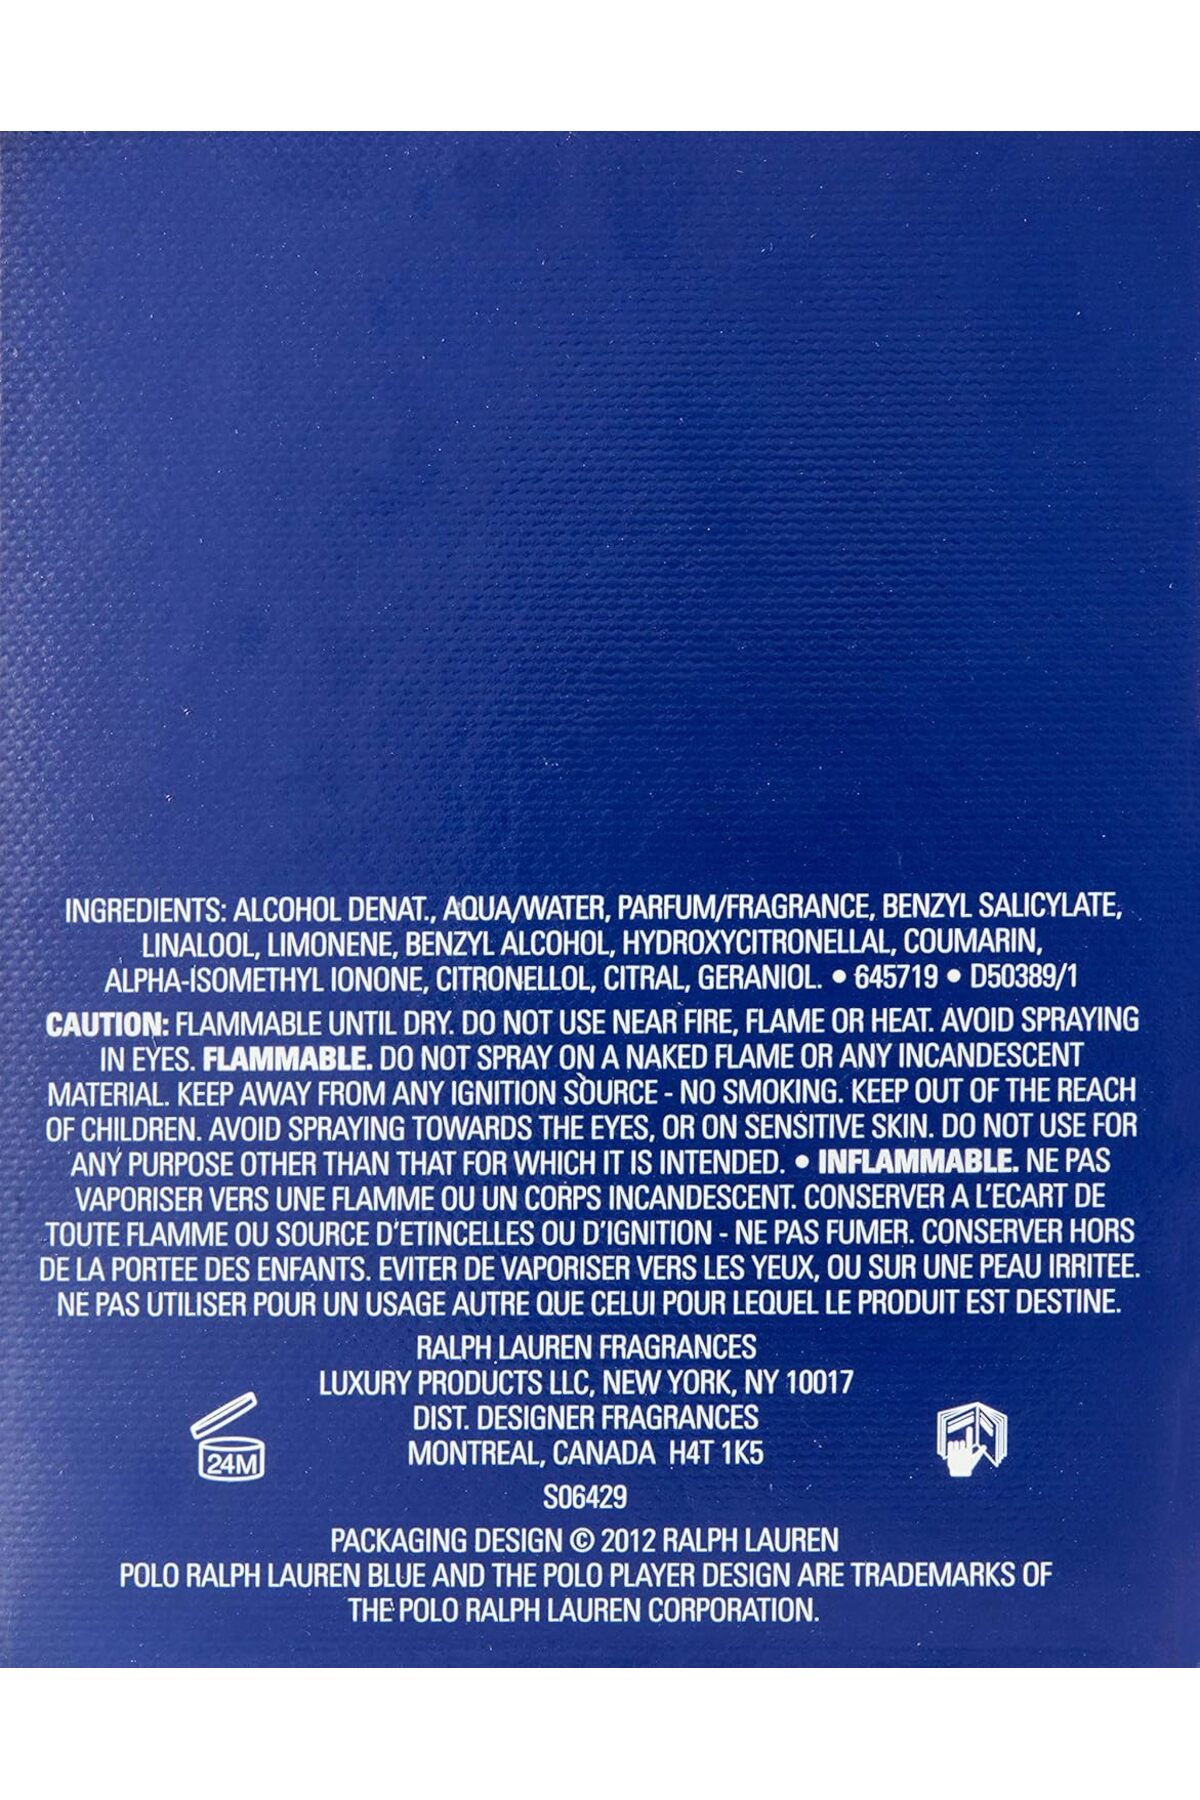 INGREDIENTS: ALCOHOL DENAT., AQUA/WATER, PARFUM/FRAGRANCE, BENZYL SALICYLATE,
LINALOOL, LIMONENE, BENZYL ALCOHOL, HYDROXYCITRONELLAL, COUMARIN,
ALPHA-ISOMETHYL IONONE, CITRONELLOL, CITRAL, GERANIOL. • 645719 • D50389/1
CAUTION: FLAMMABLE UNTIL DRY. DO NOT USE NEAR FIRE, FLAME OR HEAT. AVOID SPRAYING
IN EYES. FLAMMABLE. DO NOT SPRAY ON A NAKED FLAME OR ANY INCANDESCENT
MATERIAL. KEEP AWAY FROM ANY IGNITION SOURCE - NO SMOKING. KEEP OUT OF THE REACH
OF CHILDREN. AVOID SPRAYING TOWARDS THE EYES, OR ON SENSITIVE SKIN. DO NOT USE FOR
ANY PURPOSE OTHER THAN THAT FOR WHICH IT IS INTENDED. • INFLAMMABLE. NE PAS
VAPORISER VERS UNE FLAMME OU UN CORPS INCANDESCENT. CONSERVER A L'ECART DE
TOUTE FLAMME OU SOURCE D'ETINCELLES OU D'IGNITION - NE PAS FUMER. CONSERVER HORS
DE LA PORTEE DES ENFANTS. EVITER DE VAPORISER VERS LES YEUX, OU SUR UNE PEAU IRRITEE.
NE PAS UTILISER POUR UN USAGE AUTRE QUE CELUI POUR LEQUEL LE PRODUIT EST DESTINE.
RALPH LAUREN FRAGRANCES
LUXURY PRODUCTS LLC, NEW YORK, NY 10017
DIST. DESIGNER FRAGRANCES
MONTREAL, CANADA H4T 1K5
24M
S06429
PACKAGING DESIGN © 2012 RALPH LAUREN
POLO RALPH LAUREN BLUE AND THE POLO PLAYER DESIGN ARE TRADEMARKS OF
THE POLO RALPH LAUREN CORPORATION.